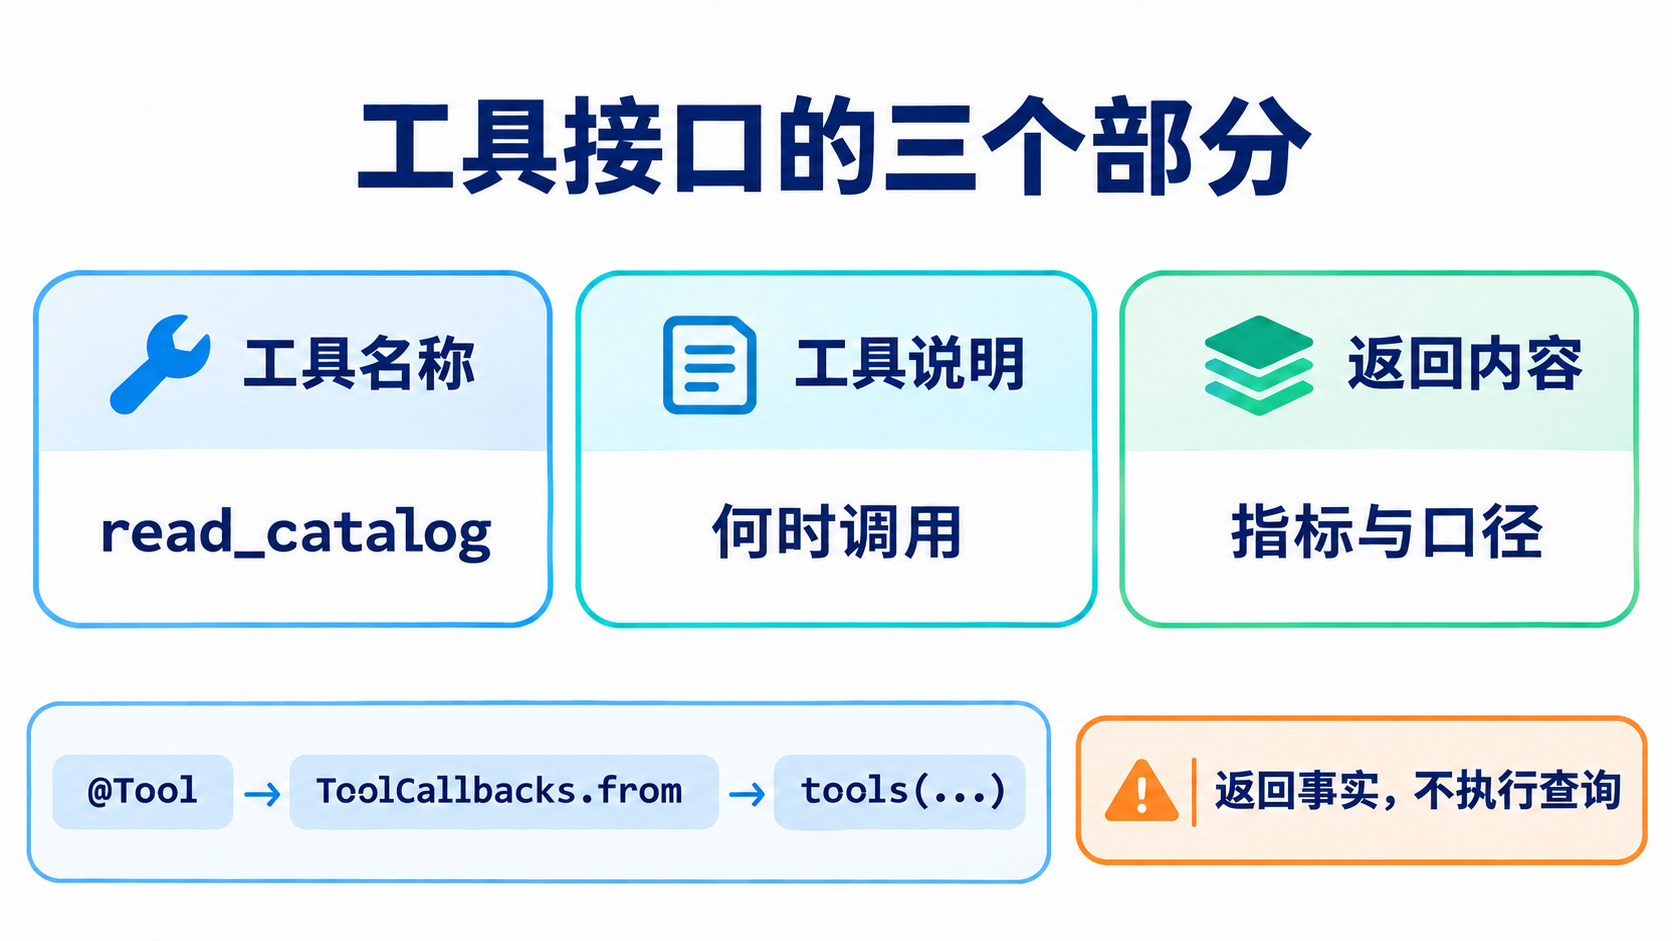 工具接口的三个部分
工具名称
read_catalog
工具说明
何时调用
返回内容
指标与口径
@Tool → ToolCallbacks.from → tools(...)
返回事实，不执行查询